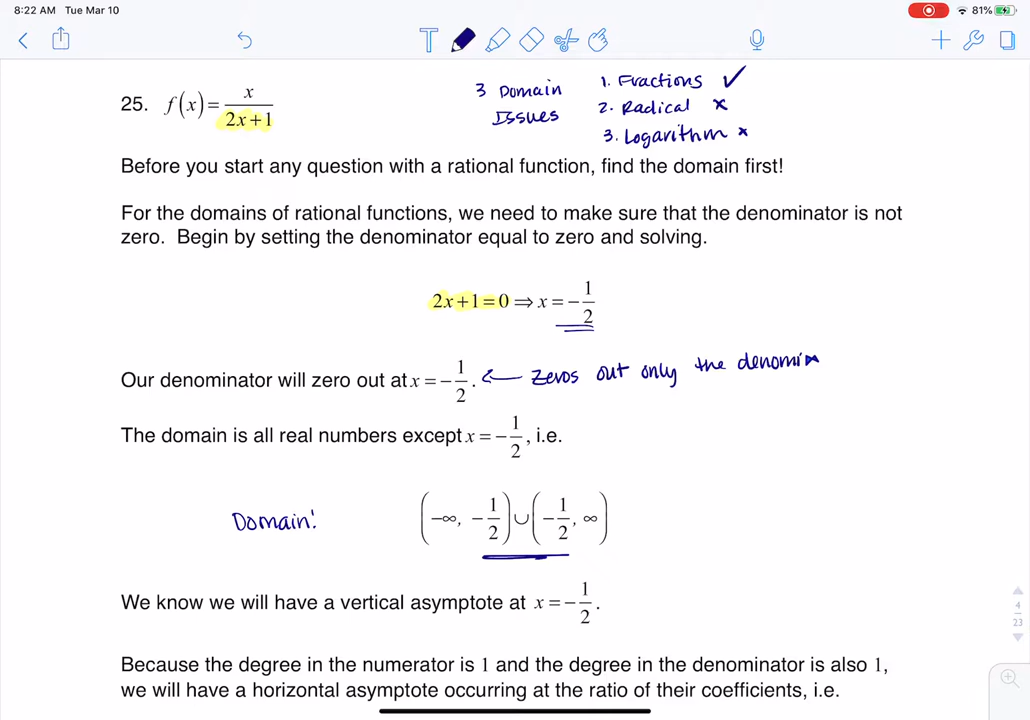 8:22 AM Tue Mar 10
81%
T
25. f(x) = x/(2x+1)
3 Domain Issues
1. Fractions ✓
2. Radical x
3. Logarithm x
Before you start any question with a rational function, find the domain first!
For the domains of rational functions, we need to make sure that the denominator is not
zero. Begin by setting the denominator equal to zero and solving.
2x+1=0 ⇒ x = -1/2
Our denominator will zero out at x = -1/2. ← zeros out only the denomi
The domain is all real numbers except x = -1/2, i.e.
Domain: (-∞, -1/2) ∪ (-1/2, ∞)
We know we will have a vertical asymptote at x = -1/2.
Because the degree in the numerator is 1 and the degree in the denominator is also 1,
we will have a horizontal asymptote occurring at the ratio of their coefficients, i.e.
4
23